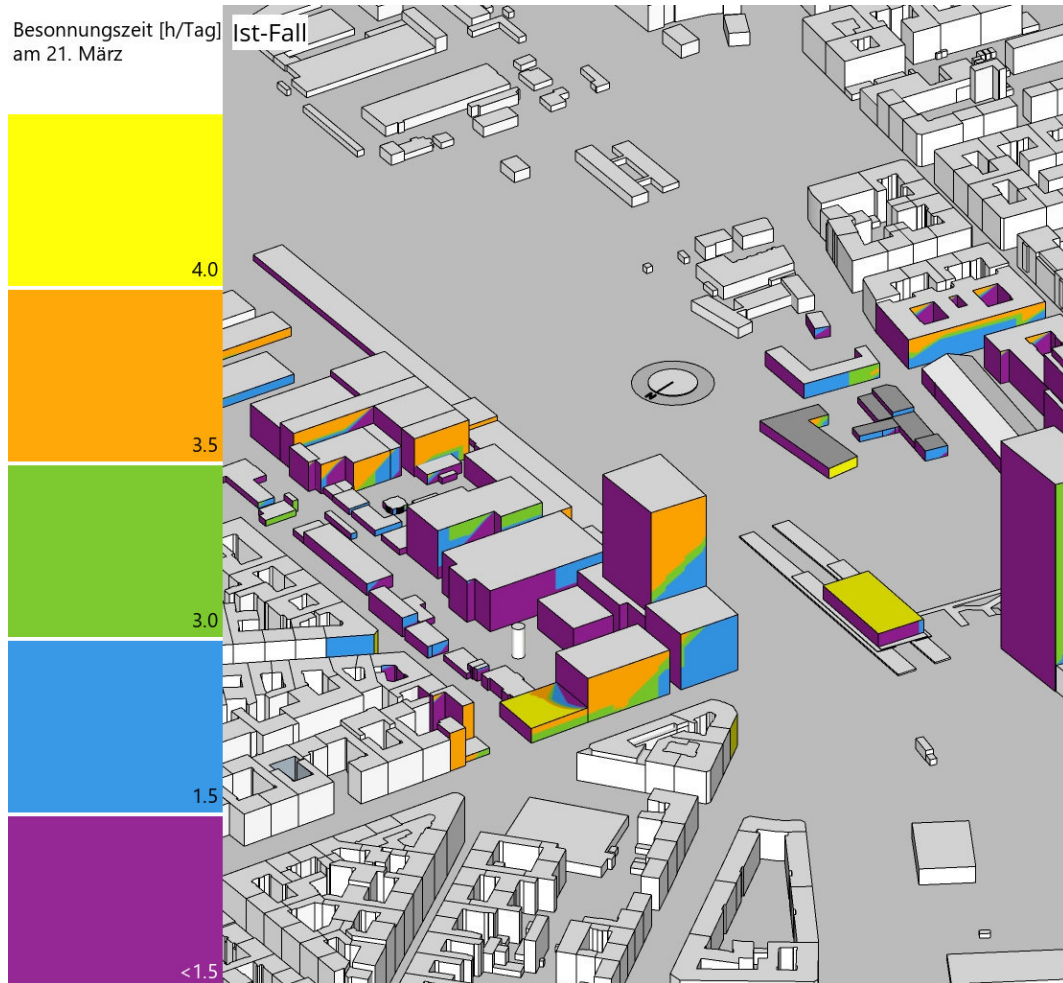 Besonnungszeit [h/Tag]
am 21. März
Ist-Fall
4.0
3.5
3.0
1.5
<1.5
N